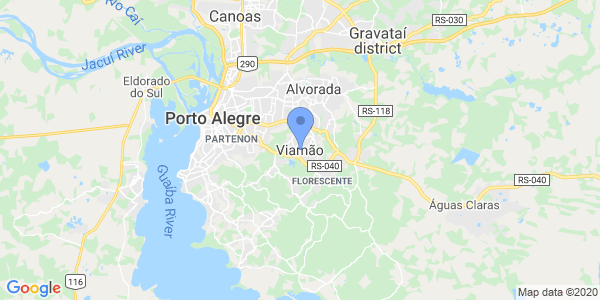 Rio Caí
Canoas
RS-030
Gravataí
district
Jacuí River
290
Eldorado
do Sul
Alvorada
RS-118
Porto Alegre
PARTENON
Viamão
RS-040
FLORESCENTE
RS-040
Guaíba River
Águas Claras
116
Google
Map data ©2020